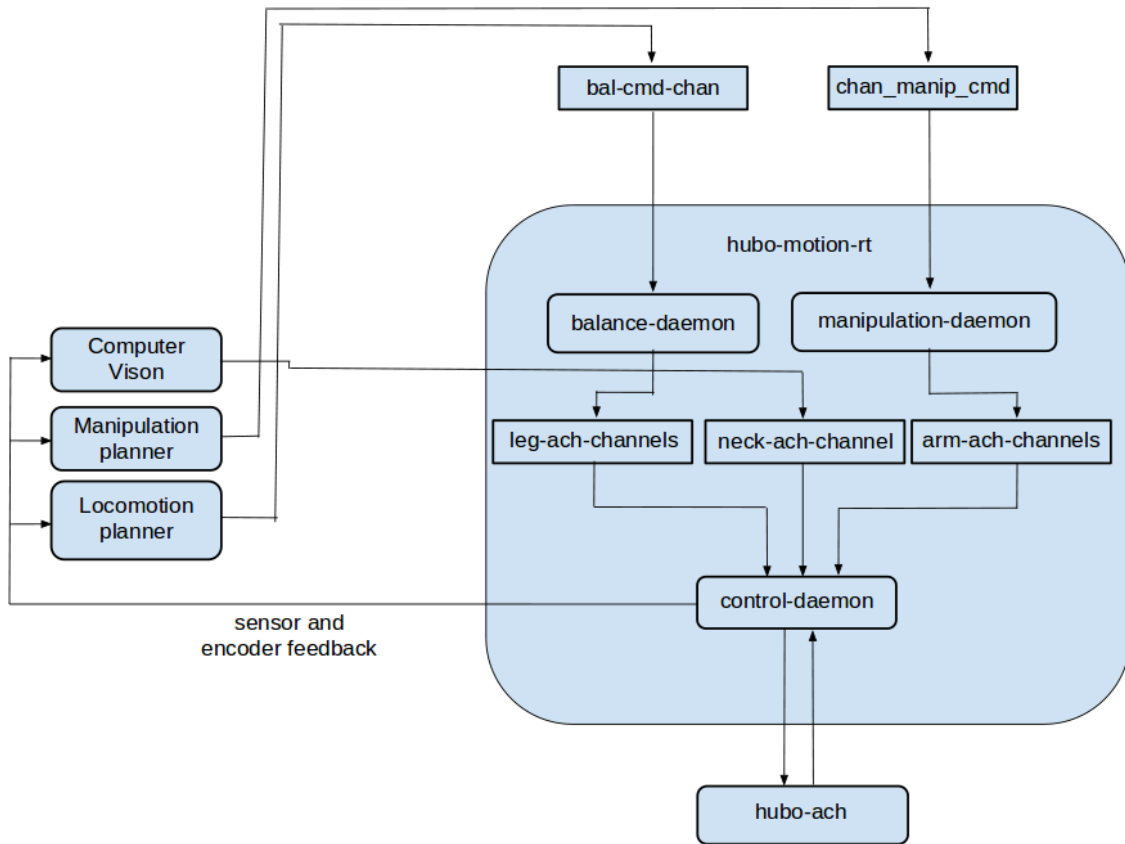 bal-cmd-chan
chan_manip_cmd
hubo-motion-rt
balance-daemon
manipulation-daemon
Computer
Vison
Manipulation
planner
Locomotion
planner
leg-ach-channels
neck-ach-channel
arm-ach-channels
control-daemon
sensor and
encoder feedback
hubo-ach